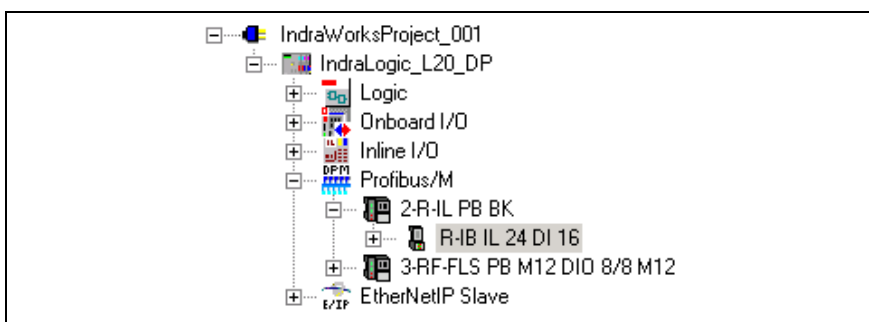 IndraWorksProject_001
IndraLogic_L20_DP
Logic
Onboard I/O
Inline I/O
DPM
Profibus/M
2-R-IL PB BK
R-IB IL 24 DI 16
3-RF-FLS PB M12 DIO 8/8 M12
E/IP EtherNetIP Slave